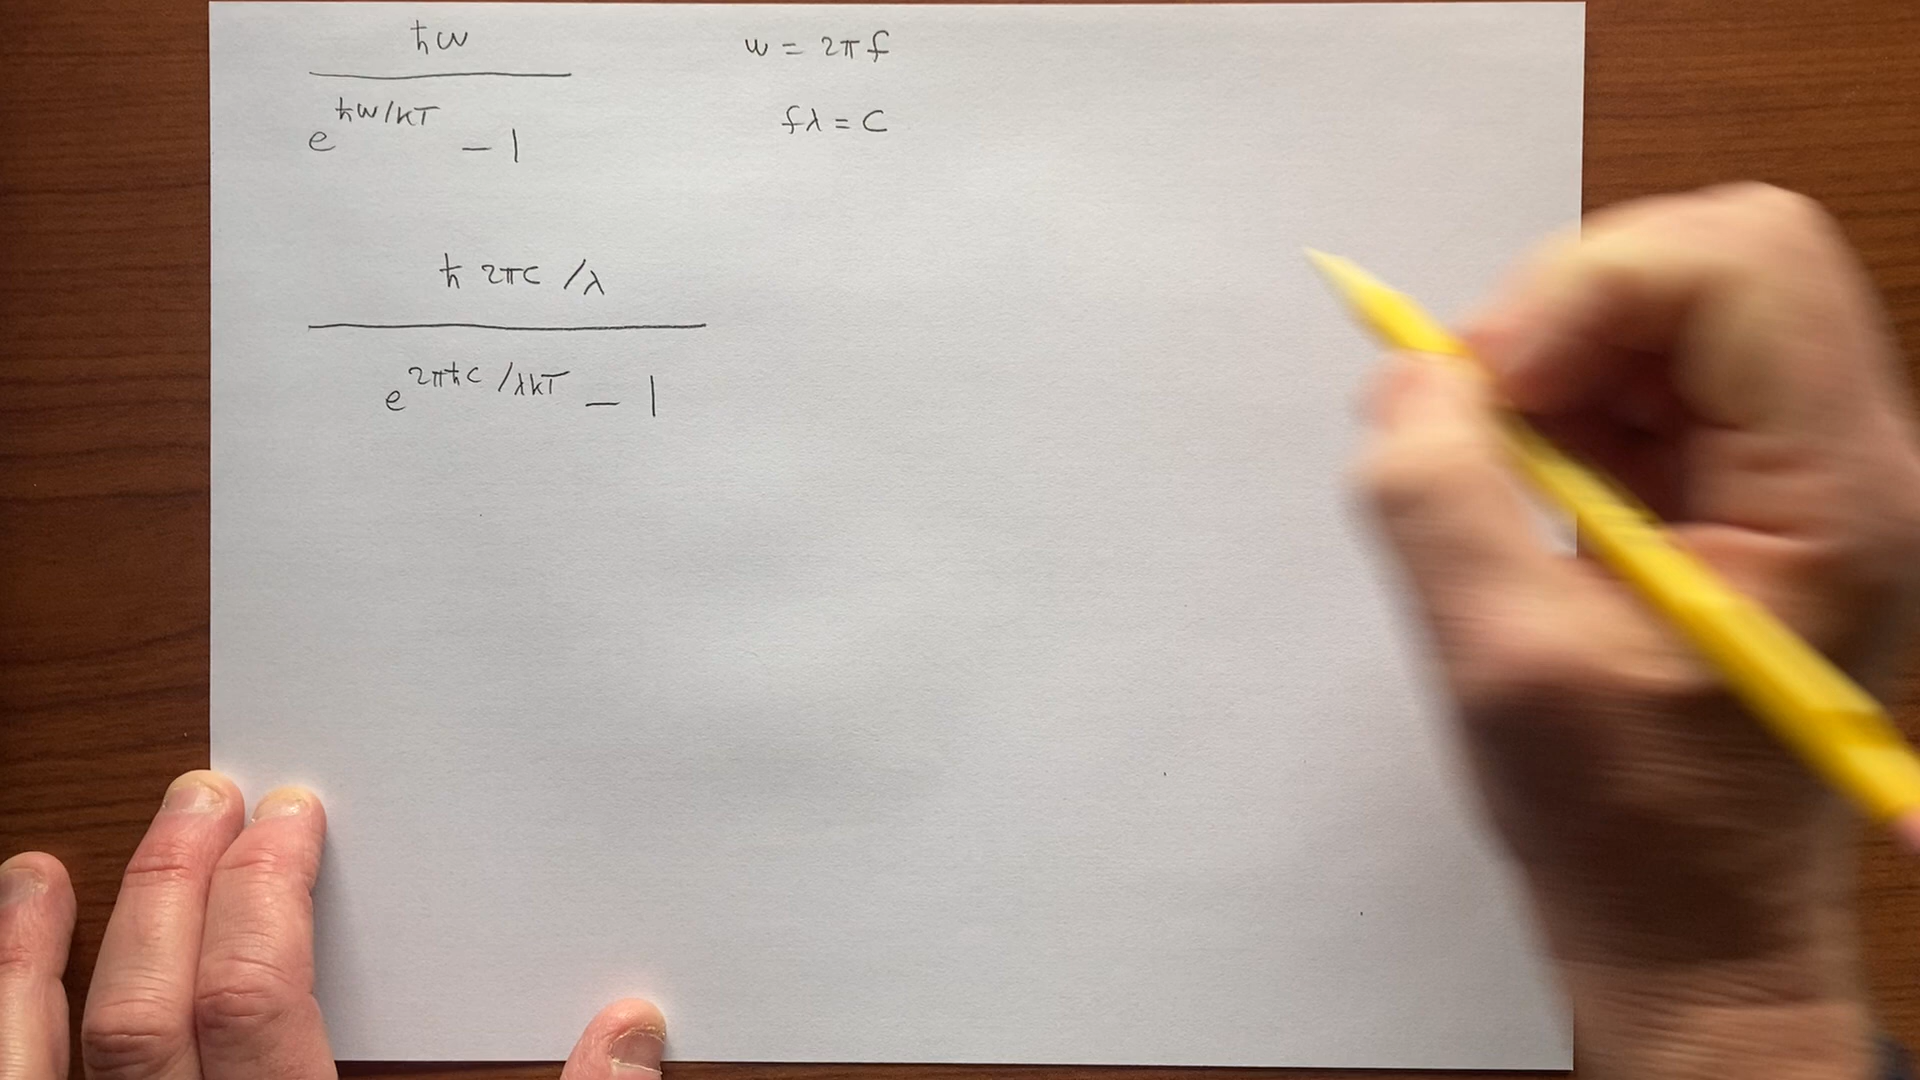 ħω
e^{ħω/kT} - 1
ω = 2πf
fλ = c
ħ 2πc /λ
e^{2πħc/λkT} - 1